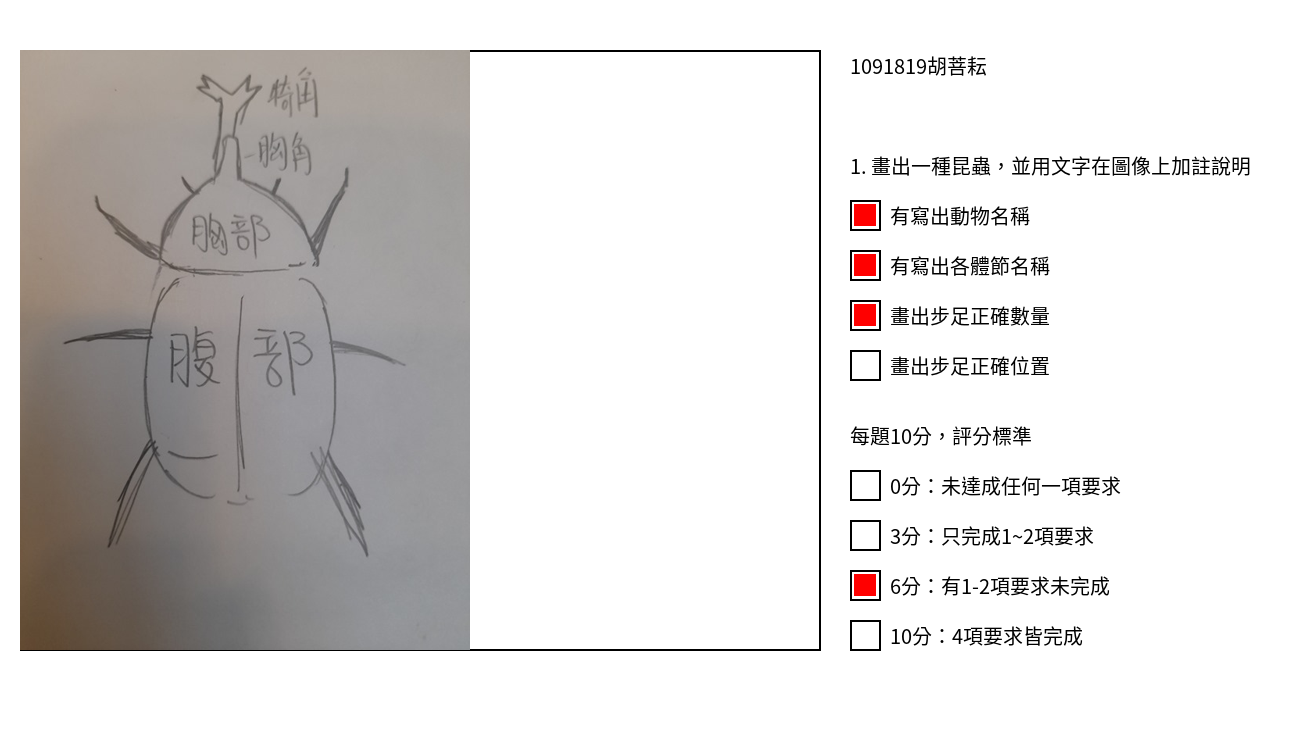 犄角
胸角
胸部
腹部
1091819胡菩耘
1. 畫出一種昆蟲，並用文字在圖像上加註說明
有寫出動物名稱
有寫出各體節名稱
畫出步足正確數量
畫出步足正確位置
每題10分，評分標準
0分：未達成任何一項要求
3分：只完成1~2項要求
6分：有1-2項要求未完成
10分：4項要求皆完成